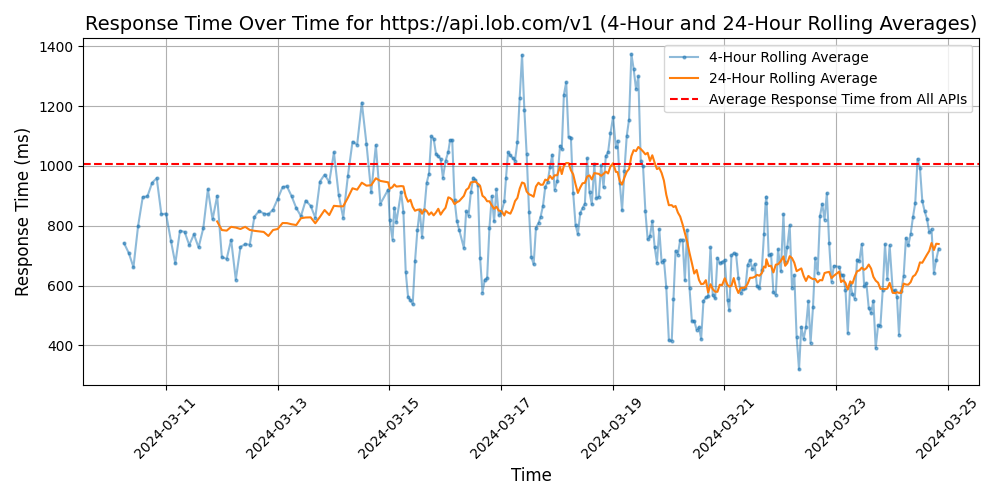 Response Time Over Time for https://api.lob.com/v1 (4-Hour and 24-Hour Rolling Averages)
4-Hour Rolling Average
24-Hour Rolling Average
Average Response Time from All APIs
Response Time (ms)
1400
1200
1000
800
600
400
2024-03-11
2024-03-13
2024-03-15
2024-03-17
2024-03-19
2024-03-21
2024-03-23
2024-03-25
Time